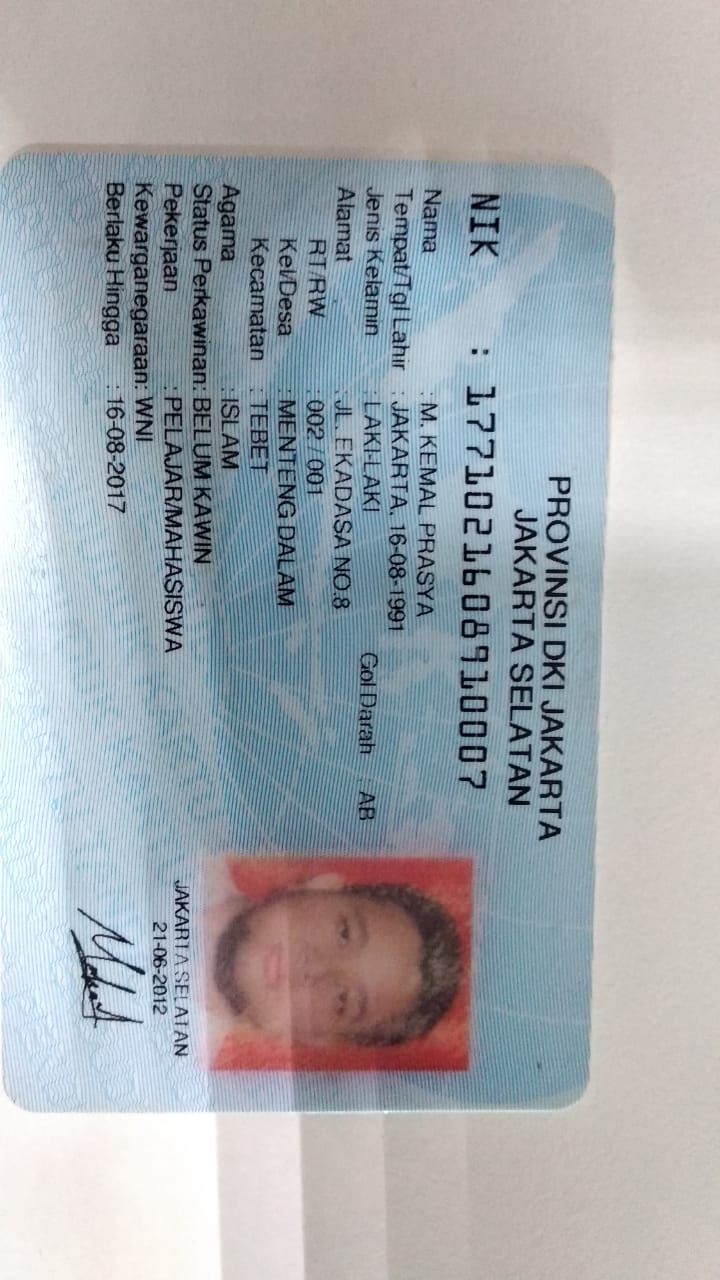 PROVINSI DKI JAKARTA
JAKARTA SELATAN
NIK : 1771021608910007
Nama : M. KEMAL PRASYA
Tempat/Tgl Lahir : JAKARTA, 16-08-1991
Jenis Kelamin : LAKI-LAKI Gol Darah : AB
Alamat : JL. EKADASA NO.8
RT/RW : 002 / 001
Kel/Desa : MENTENG DALAM
Kecamatan : TEBET
Agama : ISLAM
Status Perkawinan: BELUM KAWIN
Pekerjaan : PELAJAR/MAHASISWA
Kewarganegaraan: WNI
Berlaku Hingga : 16-08-2017
JAKARTA SELATAN
21-06-2012